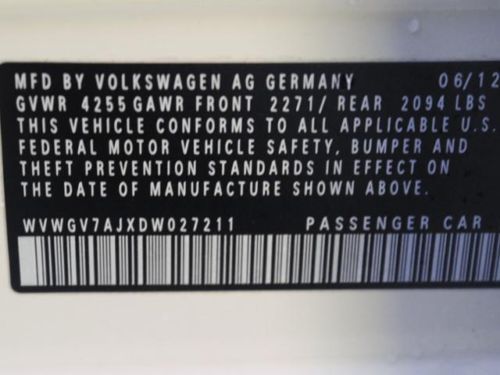 MFD BY VOLKSWAGEN AG GERMANY 06/12
GVWR 4255 GAWR FRONT 2271/ REAR 2094 LBS
THIS VEHICLE CONFORMS TO ALL APPLICABLE U.S.
FEDERAL MOTOR VEHICLE SAFETY, BUMPER AND
THEFT PREVENTION STANDARDS IN EFFECT ON
THE DATE OF MANUFACTURE SHOWN ABOVE.
WVWGV7AJXDW027211 PASSENGER CAR